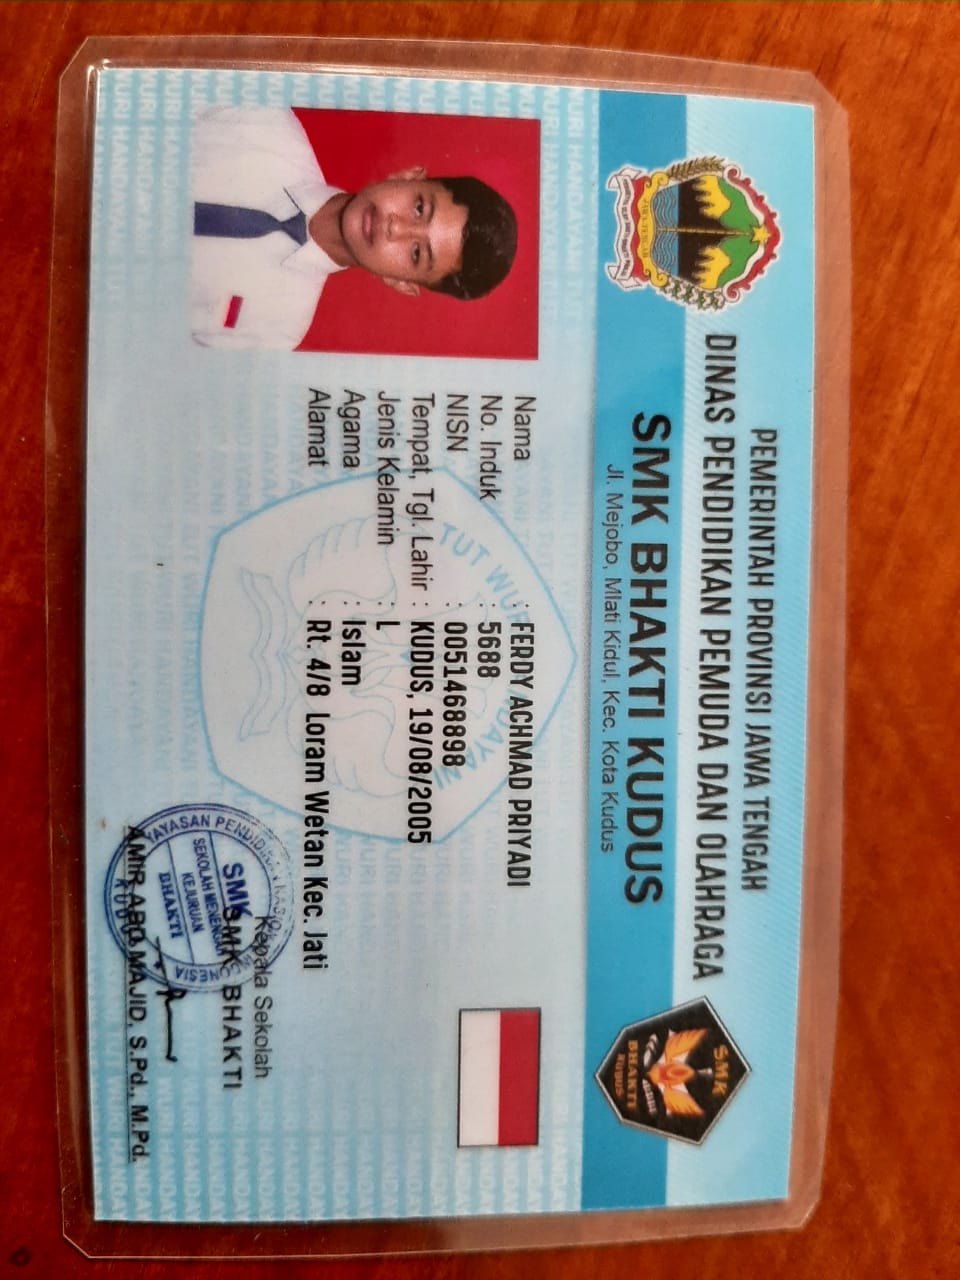 PEMERINTAH PROVINSI JAWA TENGAH
DINAS PENDIDIKAN PEMUDA DAN OLAHRAGA
SMK BHAKTI KUDUS
Jl. Mejobo, Mlati Kidul, Kec. Kota Kudus
JAWA TENGAH
SMK
BHAKTI
KUDUS
Nama : FERDY ACHMAD PRIYADI
No. Induk : 5688
NISN : 0051468898
Tempat, Tgl. Lahir : KUDUS, 19/08/2005
Jenis Kelamin : L
Agama : Islam
Alamat : Rt. 4/8 Loram Wetan Kec. Jati
TUT WURI HANDAYANI
Kepala Sekolah
SMK BHAKTI
YAYASAN PENDIDIKAN
SEKOLAH MENENGAH
KEJURUAN
BHAKTI
KUDUS
SMK
AMIR ABD MAJID, S.Pd., M.Pd.